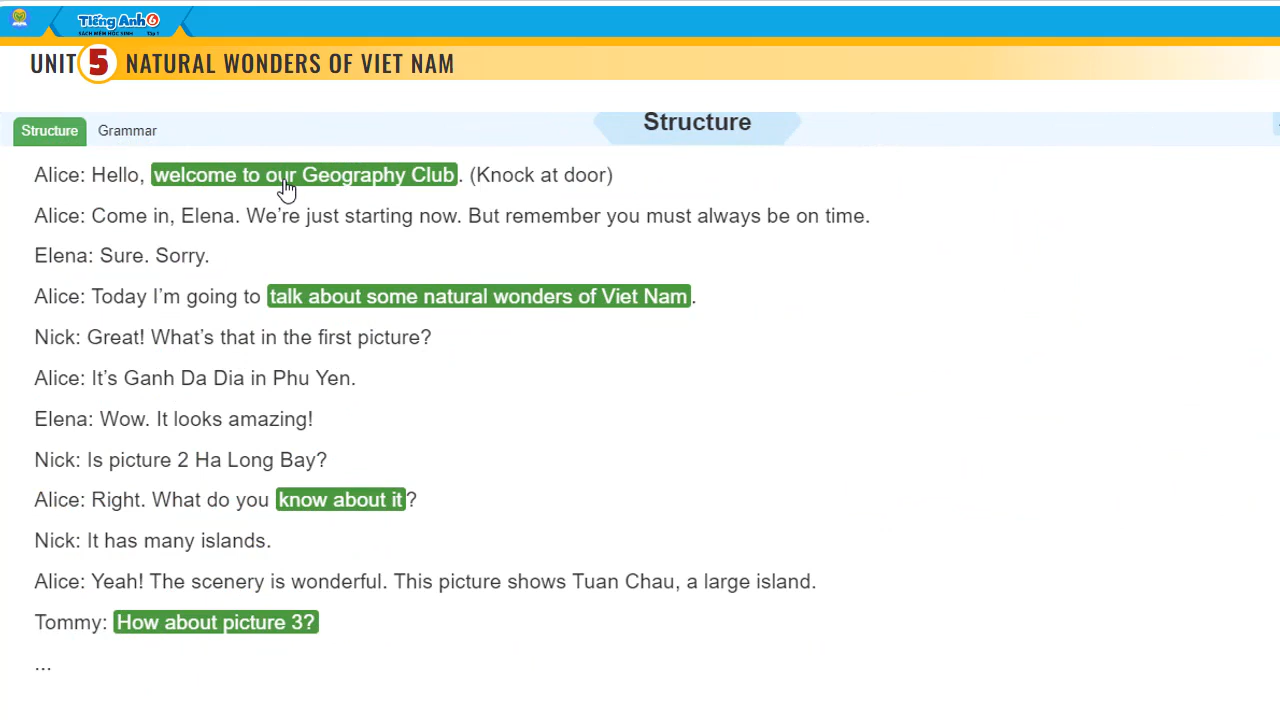 Tiếng Anh 6
SÁCH MỀM HỌC SINH TẬP 1
UNIT 5 NATURAL WONDERS OF VIET NAM
Structure Grammar
Structure
Alice: Hello, welcome to our Geography Club. (Knock at door)
Alice: Come in, Elena. We’re just starting now. But remember you must always be on time.
Elena: Sure. Sorry.
Alice: Today I’m going to talk about some natural wonders of Viet Nam.
Nick: Great! What’s that in the first picture?
Alice: It’s Ganh Da Dia in Phu Yen.
Elena: Wow. It looks amazing!
Nick: Is picture 2 Ha Long Bay?
Alice: Right. What do you know about it?
Nick: It has many islands.
Alice: Yeah! The scenery is wonderful. This picture shows Tuan Chau, a large island.
Tommy: How about picture 3?
...